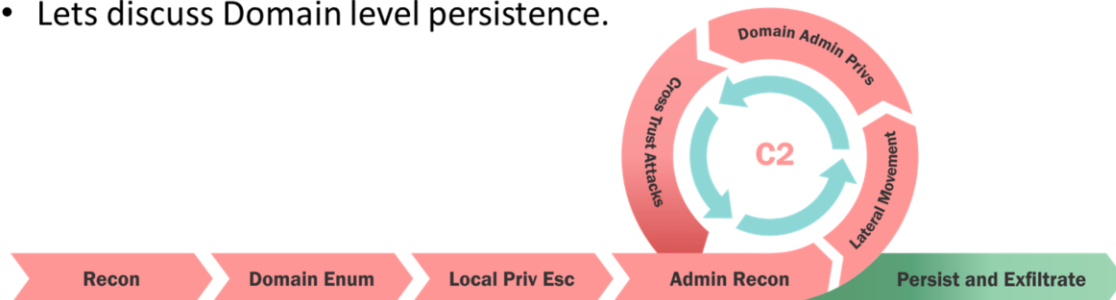 • Lets discuss Domain level persistence.
Domain Admin Privs
Cross Trust Attacks
C2
Lateral Movement
Recon
Domain Enum
Local Priv Esc
Admin Recon
Persist and Exfiltrate